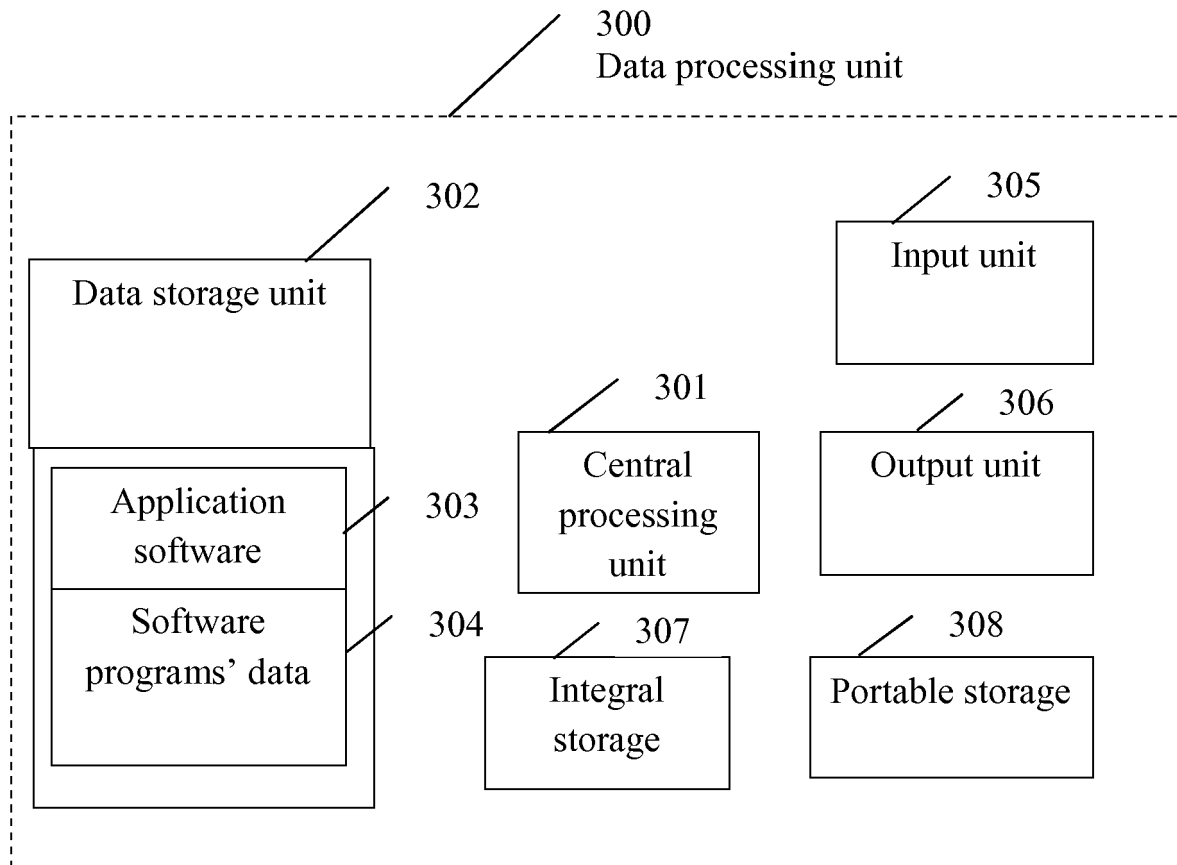 300
Data processing unit
302
Data storage unit
305
Input unit
301
Central
processing
unit
306
Output unit
Application
software
303
Software
programs’ data
304
307
Integral
storage
308
Portable storage